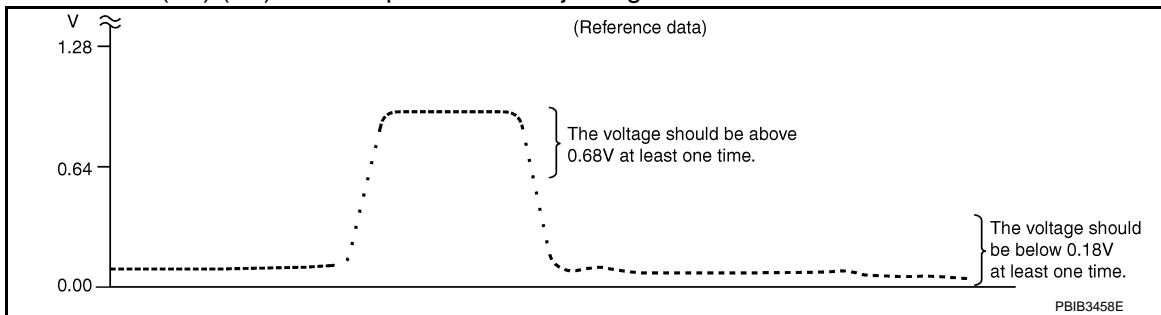 V
(Reference data)
1.28
The voltage should be above
0.68V at least one time.
0.64
The voltage should
be below 0.18V
at least one time.
0.00
PBIB3458E